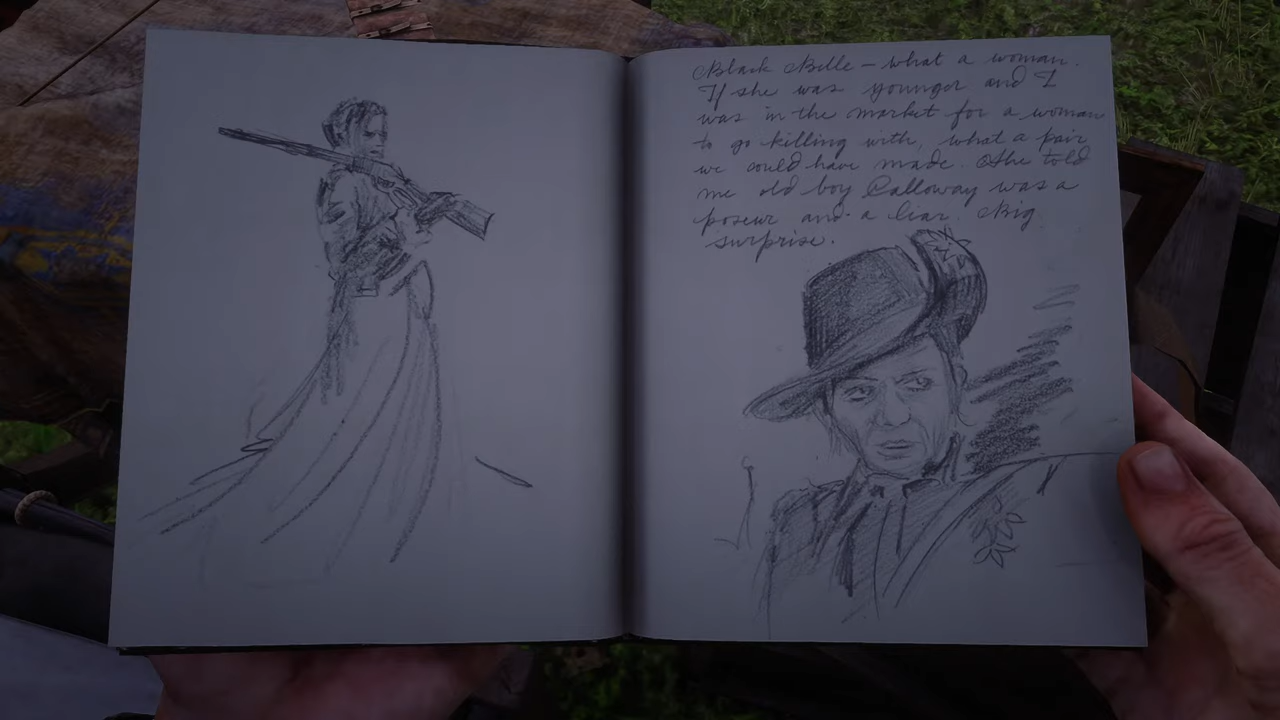 Black Belle – what a woman.
If she was younger and I
was in the market for a woman
to go killing with, what a pair
we could have made. She told
me old boy Calloway was a
poseur and a liar. Big
surprise.